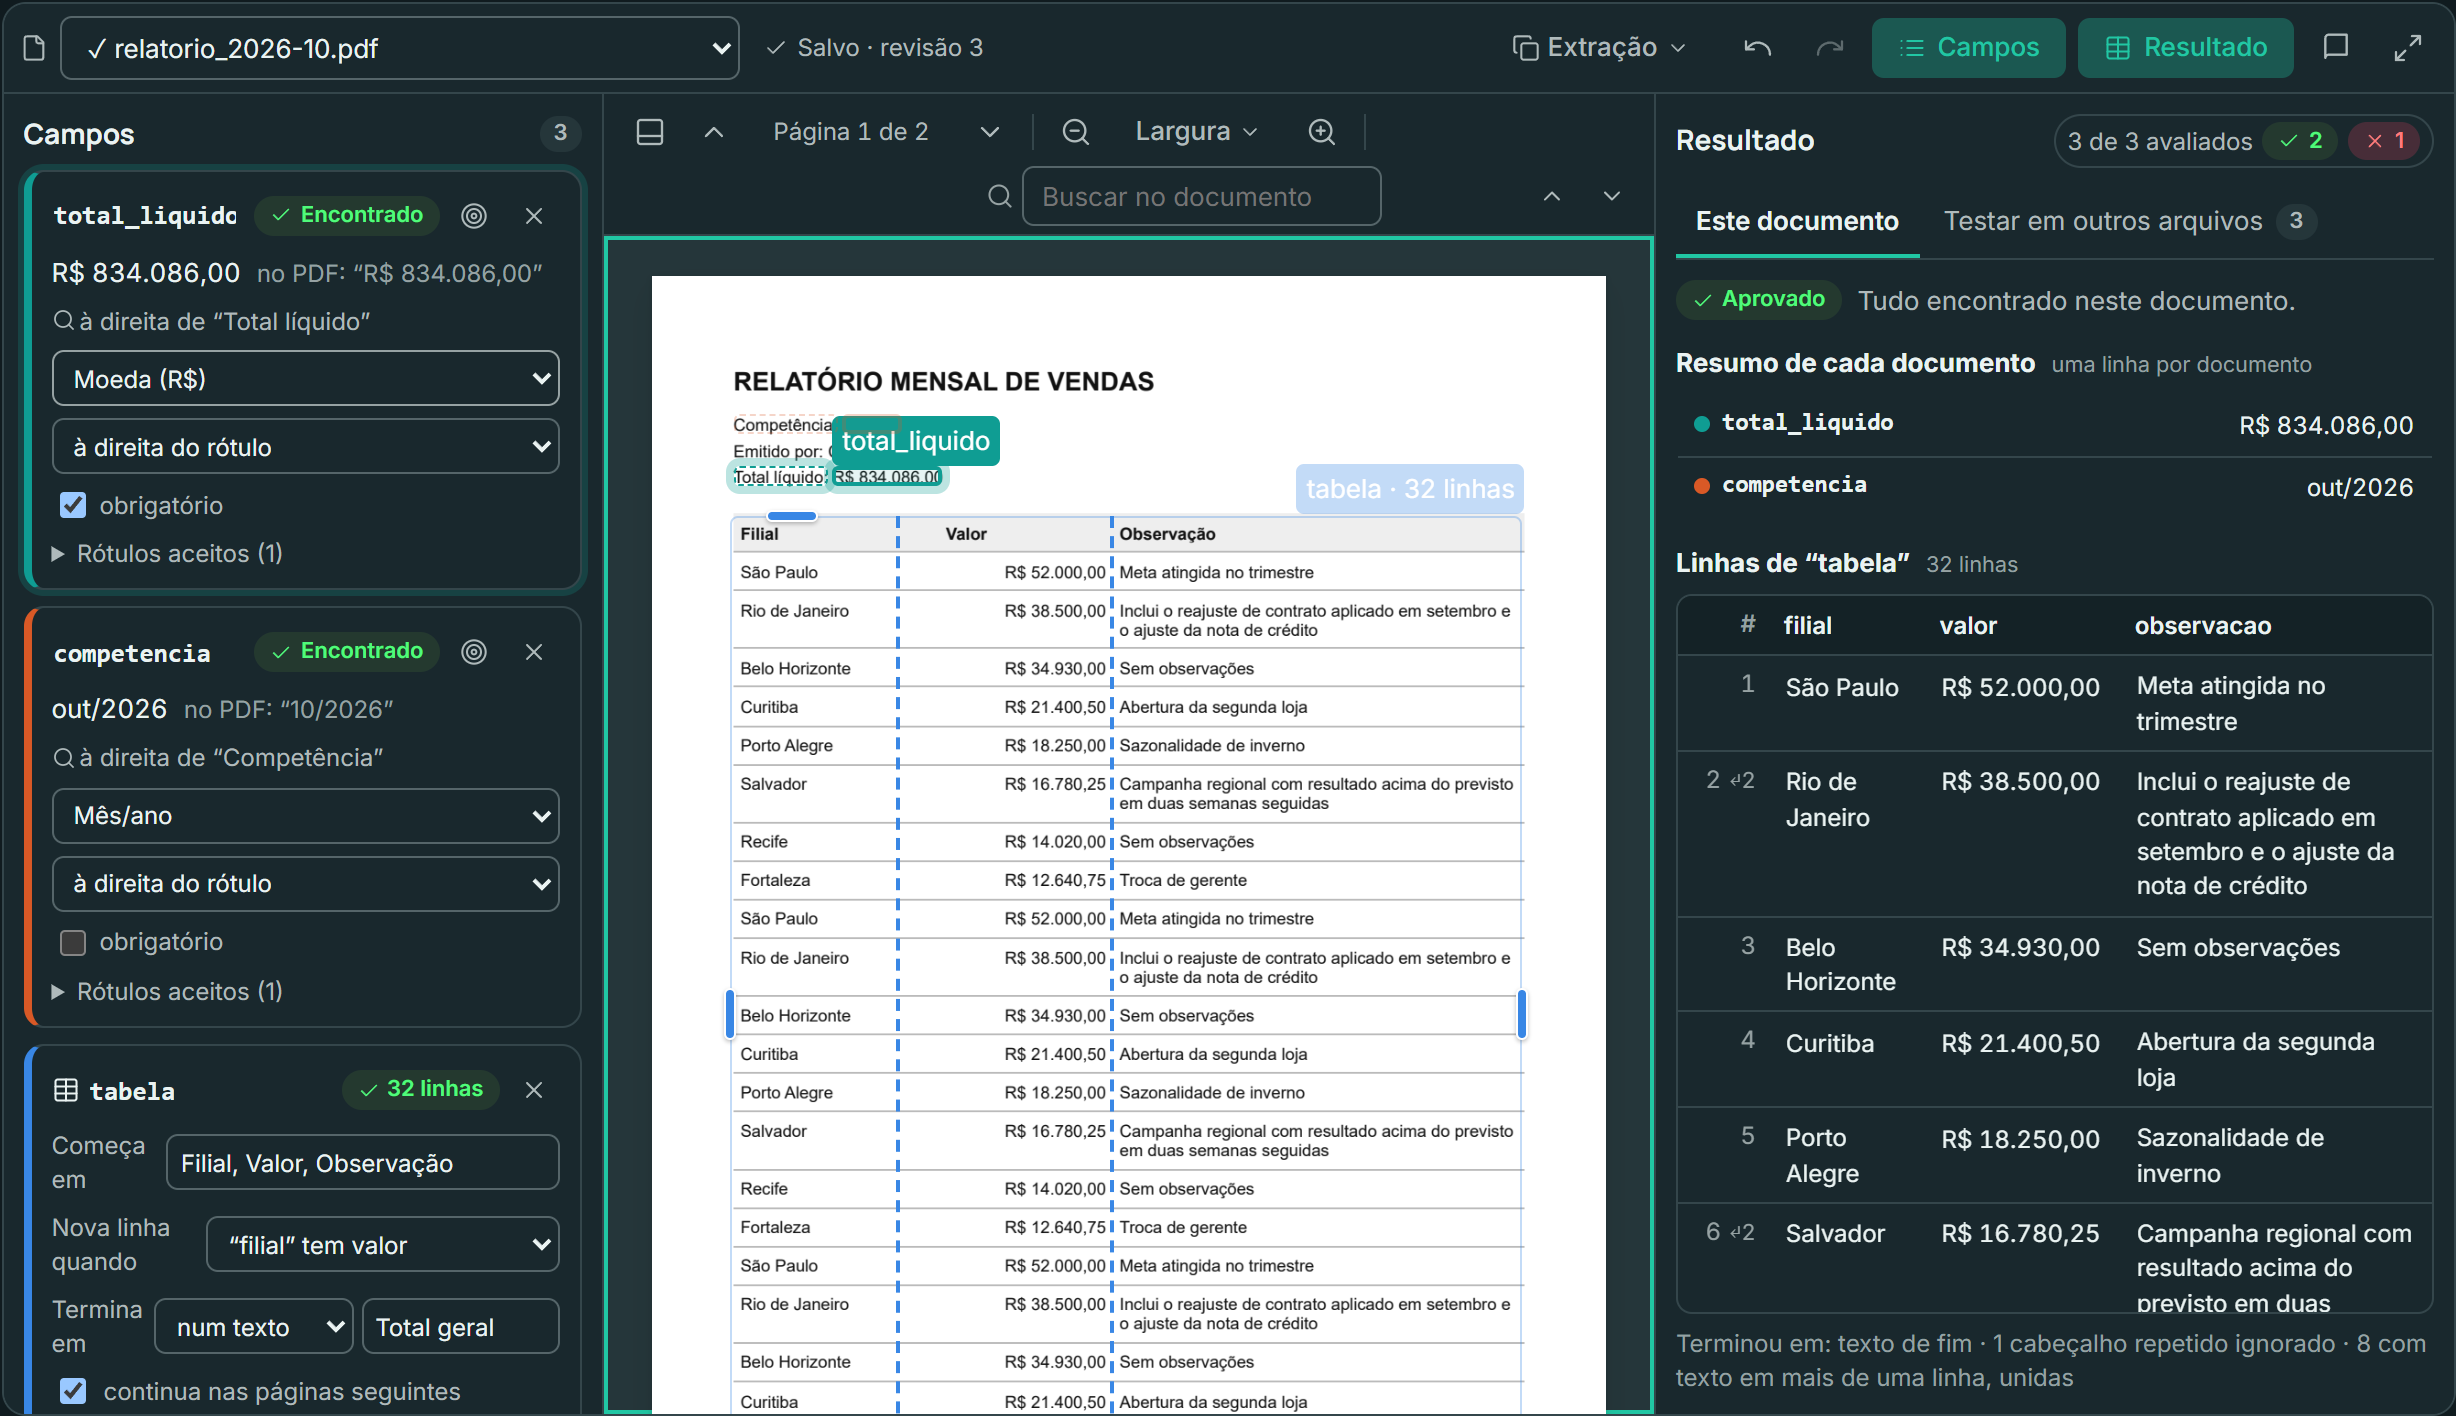 ✓ relatorio_2026-10.pdf
Salvo · revisão 3
Extração
Campos
Resultado
Campos
3
total_liquido
Encontrado
R$ 834.086,00 no PDF: “R$ 834.086,00”
à direita de “Total líquido”
Moeda (R$)
à direita do rótulo
obrigatório
Rótulos aceitos (1)
competencia
Encontrado
out/2026 no PDF: “10/2026”
à direita de “Competência”
Mês/ano
à direita do rótulo
obrigatório
Rótulos aceitos (1)
tabela
32 linhas
Começa em
Filial, Valor, Observação
Nova linha quando
“filial” tem valor
Termina em
num texto
Total geral
continua nas páginas seguintes
Página 1 de 2
Largura
Buscar no documento
RELATÓRIO MENSAL DE VENDAS
Competência
total_liquido
Emitido por:
Total líquido: R$ 834.086,00
tabela · 32 linhas
Filial Valor Observação
São Paulo R$ 52.000,00 Meta atingida no trimestre
Rio de Janeiro R$ 38.500,00 Inclui o reajuste de contrato aplicado em setembro e
o ajuste da nota de crédito
Belo Horizonte R$ 34.930,00 Sem observações
Curitiba R$ 21.400,50 Abertura da segunda loja
Porto Alegre R$ 18.250,00 Sazonalidade de inverno
Salvador R$ 16.780,25 Campanha regional com resultado acima do previsto
em duas semanas seguidas
Recife R$ 14.020,00 Sem observações
Fortaleza R$ 12.640,75 Troca de gerente
São Paulo R$ 52.000,00 Meta atingida no trimestre
Rio de Janeiro R$ 38.500,00 Inclui o reajuste de contrato aplicado em setembro e
o ajuste da nota de crédito
Belo Horizonte R$ 34.930,00 Sem observações
Curitiba R$ 21.400,50 Abertura da segunda loja
Porto Alegre R$ 18.250,00 Sazonalidade de inverno
Salvador R$ 16.780,25 Campanha regional com resultado acima do previsto
em duas semanas seguidas
Recife R$ 14.020,00 Sem observações
Fortaleza R$ 12.640,75 Troca de gerente
São Paulo R$ 52.000,00 Meta atingida no trimestre
Rio de Janeiro R$ 38.500,00 Inclui o reajuste de contrato aplicado em setembro e
o ajuste da nota de crédito
Belo Horizonte R$ 34.930,00 Sem observações
Curitiba R$ 21.400,50 Abertura da segunda loja
Resultado
3 de 3 avaliados ✓ 2 ✕ 1
Este documento
Testar em outros arquivos 3
Aprovado
Tudo encontrado neste documento.
Resumo de cada documento uma linha por documento
total_liquido R$ 834.086,00
competencia out/2026
Linhas de “tabela” 32 linhas
# filial valor observacao
1 São Paulo R$ 52.000,00 Meta atingida no
trimestre
2 ↵2 Rio de R$ 38.500,00 Inclui o reajuste de
Janeiro contrato aplicado em
setembro e o ajuste da
nota de crédito
3 Belo R$ 34.930,00 Sem observações
Horizonte
4 Curitiba R$ 21.400,50 Abertura da segunda
loja
5 Porto R$ 18.250,00 Sazonalidade de
Alegre inverno
6 ↵2 Salvador R$ 16.780,25 Campanha regional com
resultado acima do
previsto em duas
Terminou em: texto de fim · 1 cabeçalho repetido ignorado · 8 com
texto em mais de uma linha, unidas